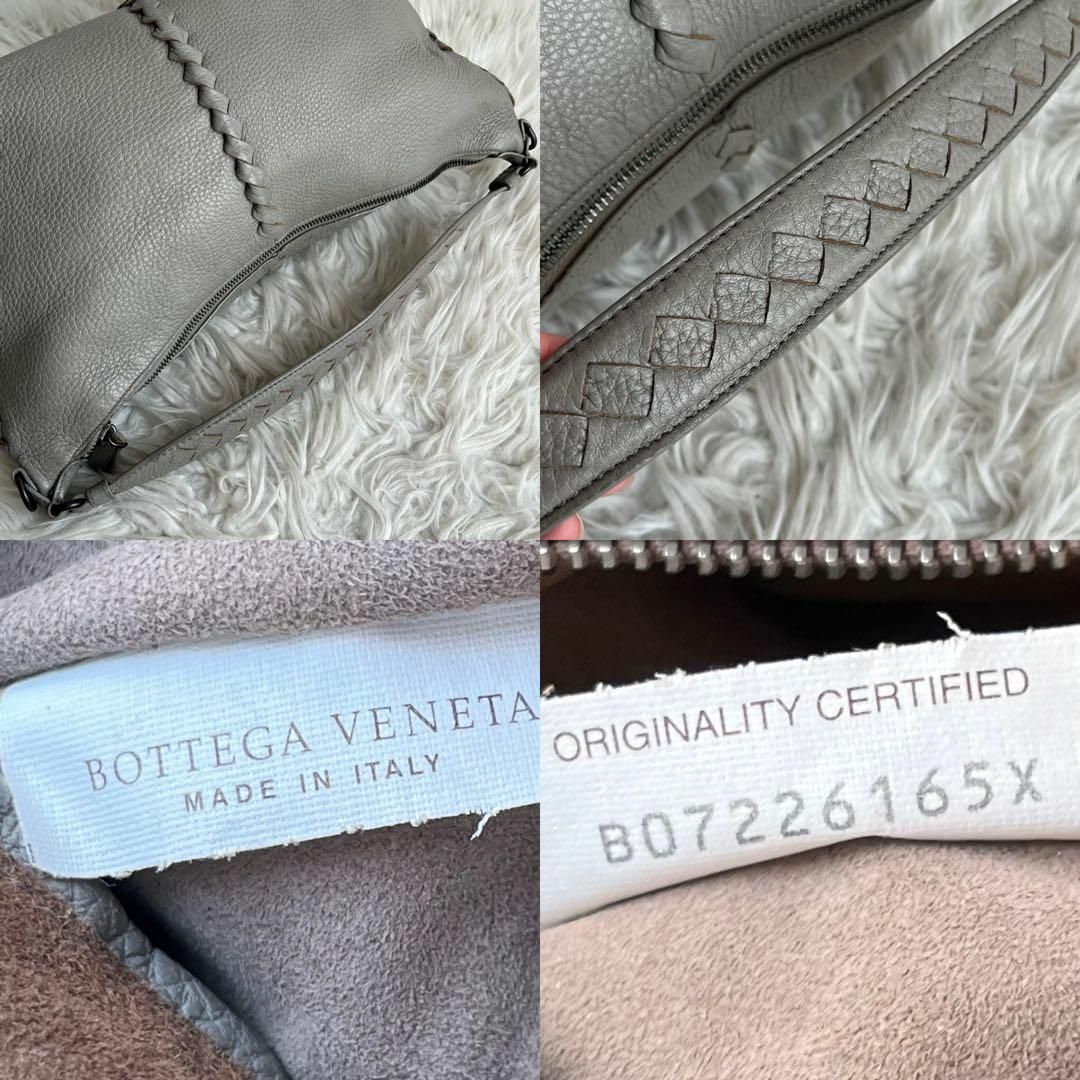 BOTTEGA VENETA
MADE IN ITALY
ORIGINALITY CERTIFIED
B07226165X